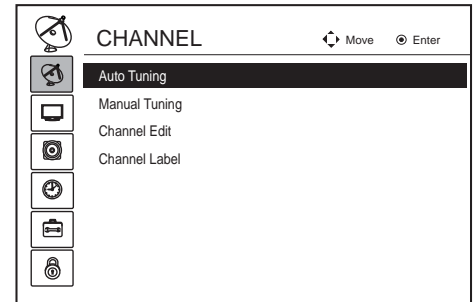 CHANNEL Move Enter
Auto Tuning
Manual Tuning
Channel Edit
Channel Label